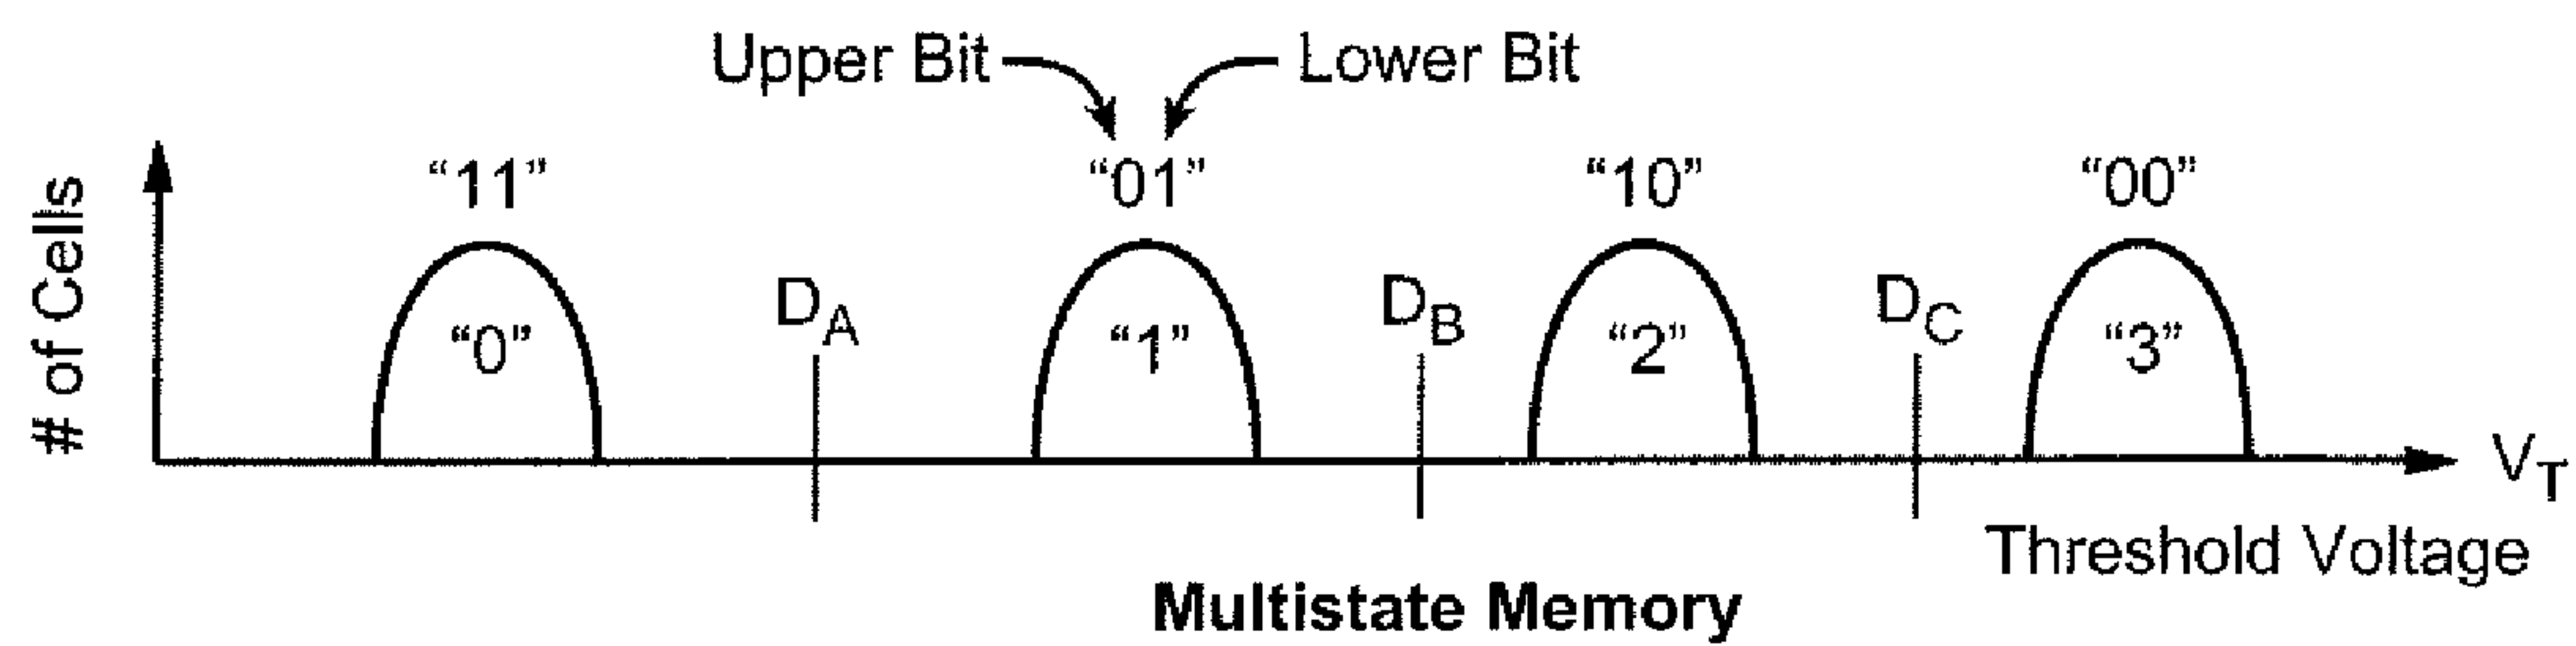 Upper Bit Lower Bit
“11” “01” “10” “00”
# of Cells
D_A D_B D_C
“0” “1” “2” “3”
V_T
Threshold Voltage
Multistate Memory